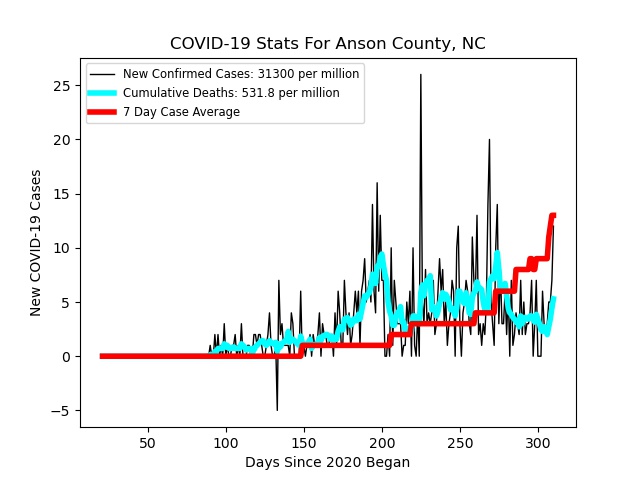 COVID-19 Stats For Anson County, NC
New Confirmed Cases: 31300 per million
Cumulative Deaths: 531.8 per million
7 Day Case Average
New COVID-19 Cases
25
20
15
10
5
0
−5
50 100 150 200 250 300
Days Since 2020 Began